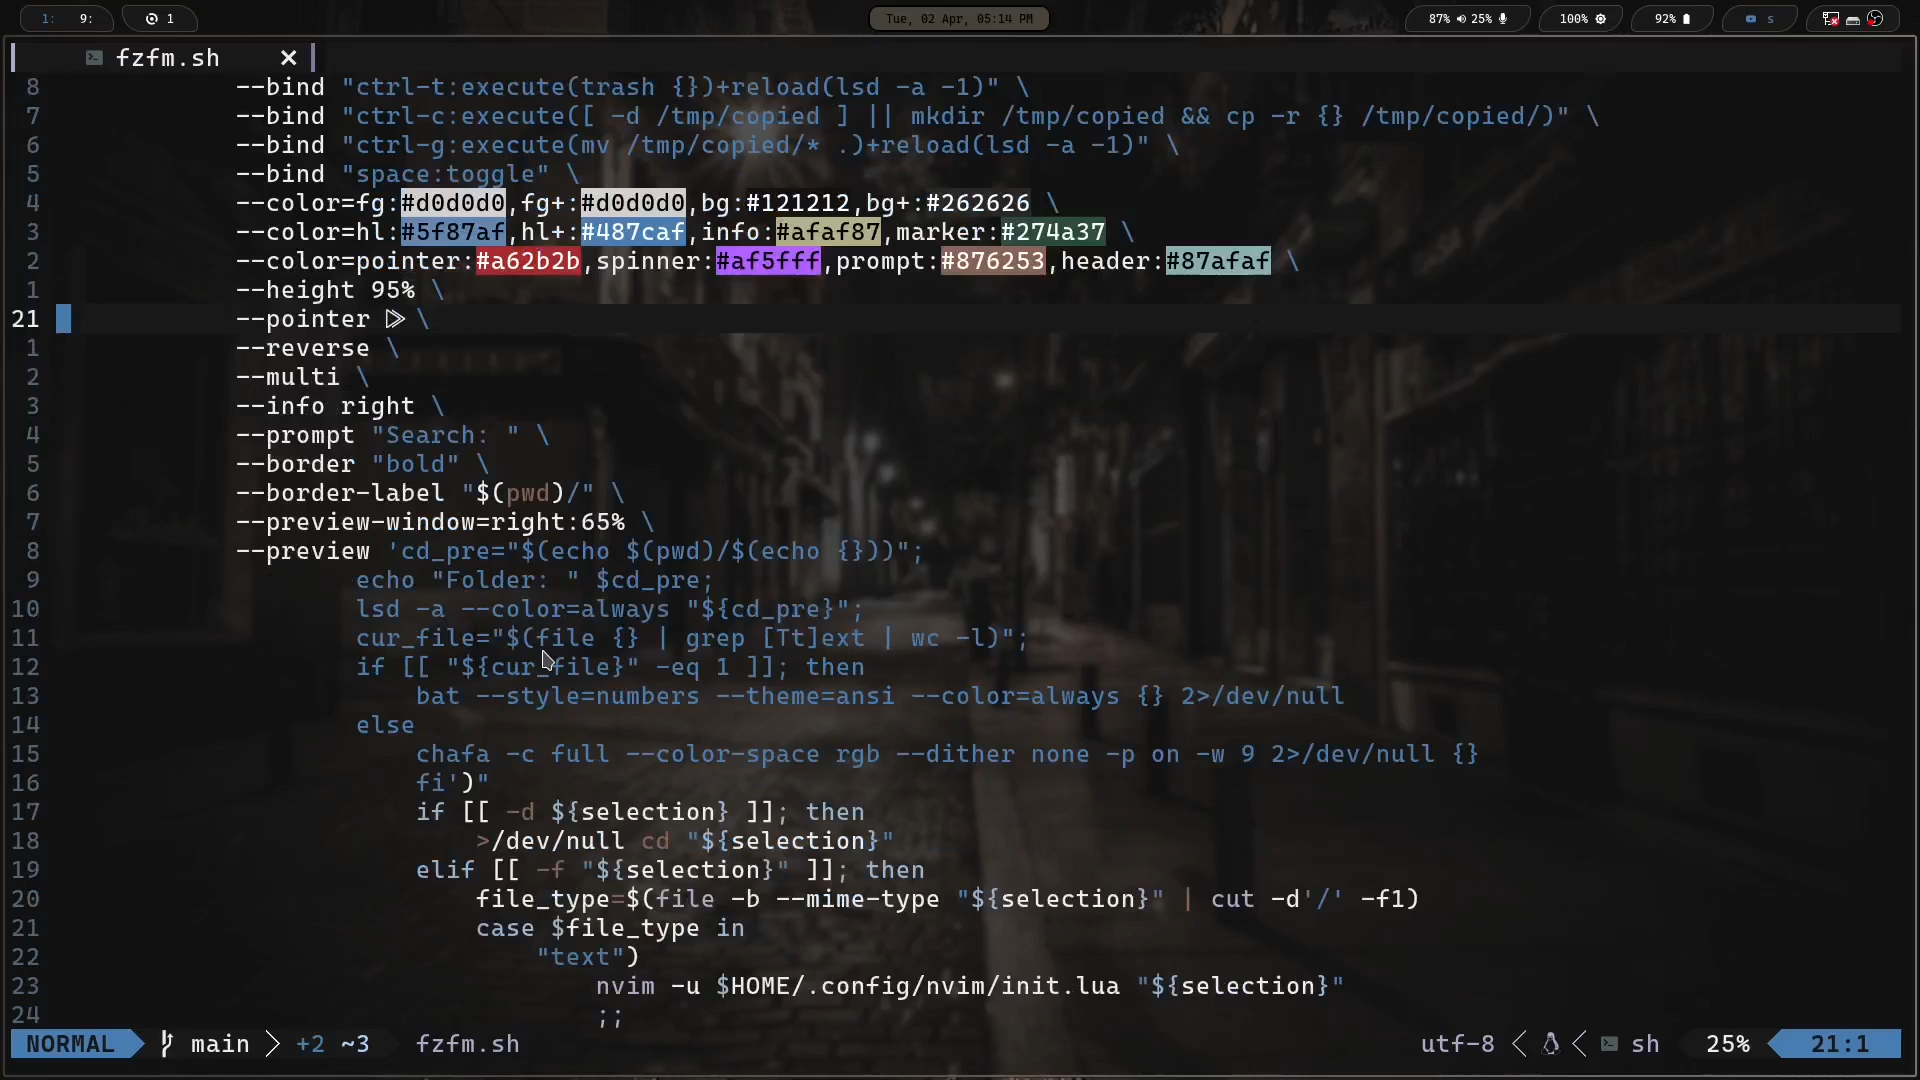 1: 9: 1 Tue, 02 Apr, 05:14 PM 87% 25% 100% 92% s
fzfm.sh ×
8 --bind "ctrl-t:execute(trash {})+reload(lsd -a -1)" \
7 --bind "ctrl-c:execute([ -d /tmp/copied ] || mkdir /tmp/copied && cp -r {} /tmp/copied/)" \
6 --bind "ctrl-g:execute(mv /tmp/copied/* .)+reload(lsd -a -1)" \
5 --bind "space:toggle" \
4 --color=fg:#d0d0d0,fg+:#d0d0d0,bg:#121212,bg+:#262626 \
3 --color=hl:#5f87af,hl+:#487caf,info:#afaf87,marker:#274a37 \
2 --color=pointer:#a62b2b,spinner:#af5fff,prompt:#876253,header:#87afaf \
1 --height 95% \
21 --pointer ▷ \
1 --reverse \
2 --multi \
3 --info right \
4 --prompt "Search: " \
5 --border "bold" \
6 --border-label "$(pwd)/" \
7 --preview-window=right:65% \
8 --preview 'cd_pre="$(echo $(pwd)/$(echo {}))";
9 echo "Folder: " $cd_pre;
10 lsd -a --color=always "${cd_pre}";
11 cur_file="$(file {} | grep [Tt]ext | wc -l)";
12 if [[ "${cur_file}" -eq 1 ]]; then
13 bat --style=numbers --theme=ansi --color=always {} 2>/dev/null
14 else
15 chafa -c full --color-space rgb --dither none -p on -w 9 2>/dev/null {}
16 fi')"
17 if [[ -d ${selection} ]]; then
18 >/dev/null cd "${selection}"
19 elif [[ -f "${selection}" ]]; then
20 file_type=$(file -b --mime-type "${selection}" | cut -d'/' -f1)
21 case $file_type in
22 "text")
23 nvim -u $HOME/.config/nvim/init.lua "${selection}"
24 ;;
NORMAL main +2 ~3 fzfm.sh utf-8 sh 25% 21:1